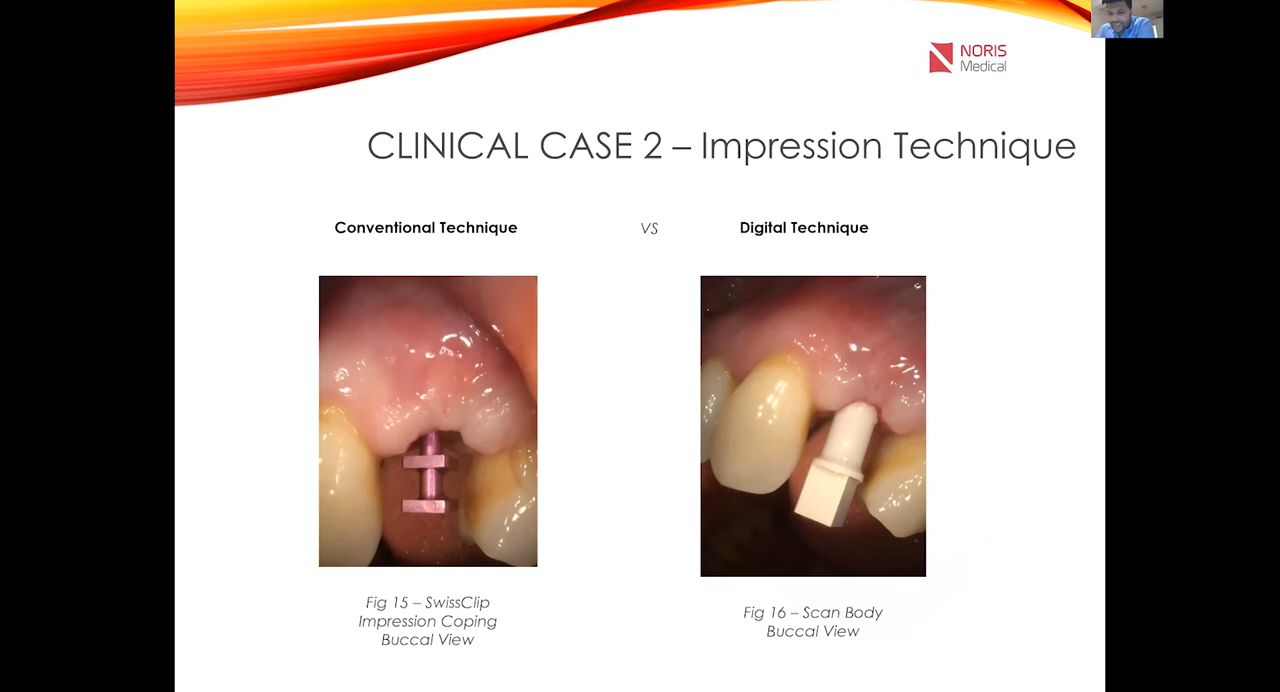 NORIS
Medical
CLINICAL CASE 2 – Impression Technique
Conventional Technique
VS
Digital Technique
Fig 15 – SwissClip
Impression Coping
Buccal View
Fig 16 – Scan Body
Buccal View